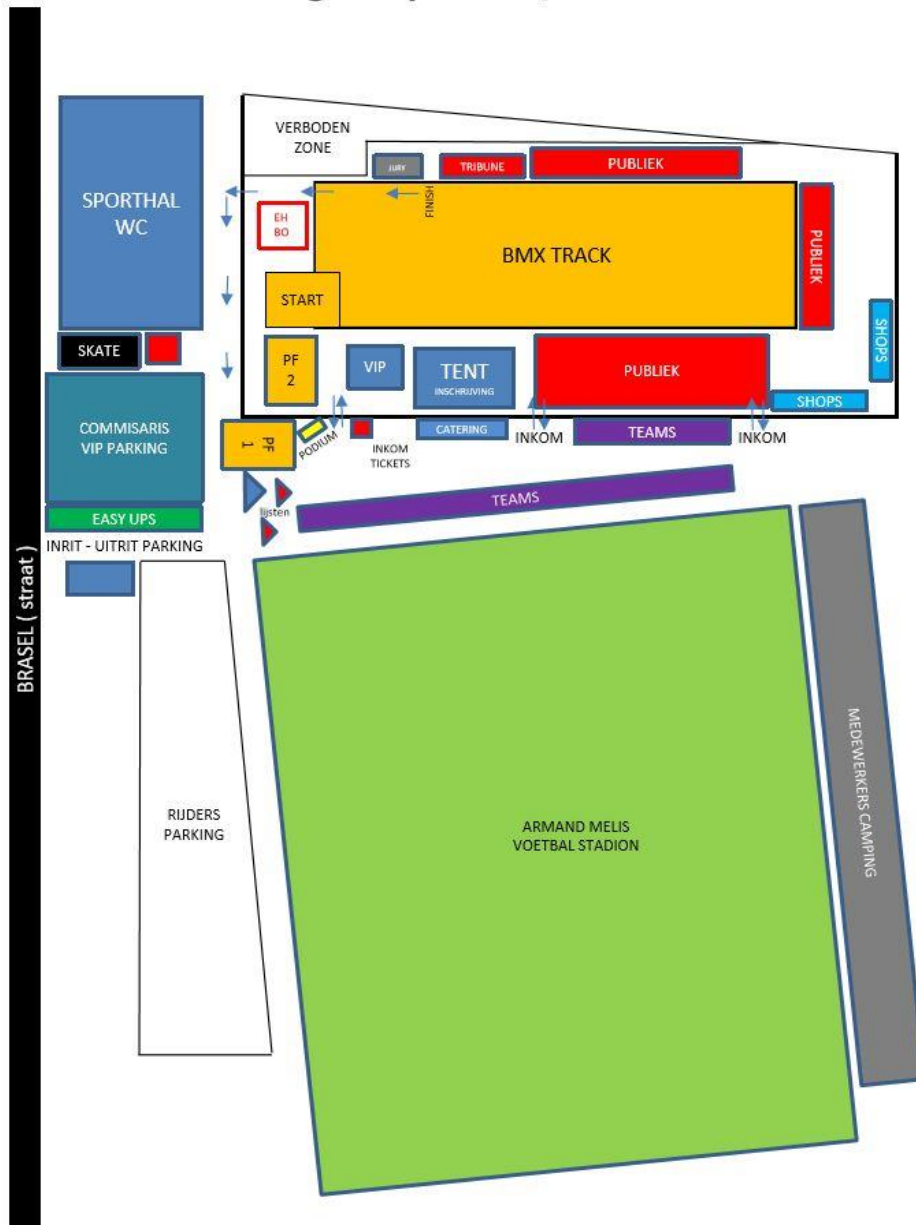 VERBODEN
ZONE
JURY
TRIBUNE
PUBLIEK
SPORTHAL
WC
FINISH
EH
BO
BMX TRACK
PUBLIEK
START
SHOPS
SKATE
PF
2
VIP
TENT
INSCHRIJVING
PUBLIEK
SHOPS
COMMISARIS
VIP PARKING
PF
1
PODIUM
INKOM
TICKETS
CATERING
INKOM
TEAMS
INKOM
TEAMS
lijsten
EASY UPS
INRIT - UITRIT PARKING
BRASEL ( straat )
RIJDERS
PARKING
ARMAND MELIS
VOETBAL STADION
MEDEWERKERS CAMPING